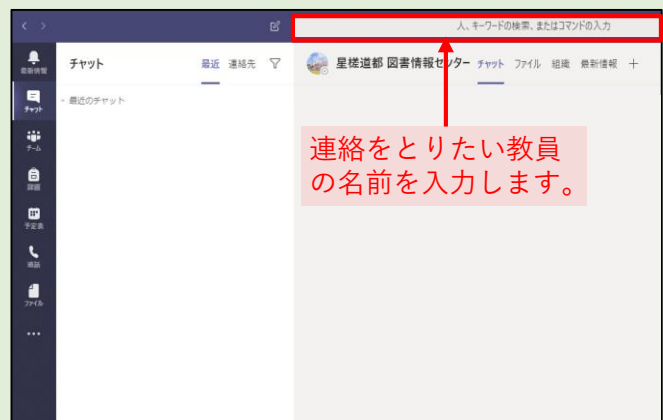 人、キーワードの検索、またはコマンドの入力
最新情報
チャット
最近 連絡先
星槎道都 図書情報センター チャット ファイル 組織 最新情報 +
チャット
最近のチャット
チーム
連絡をとりたい教員
の名前を入力します。
課題
予定表
通話
ファイル